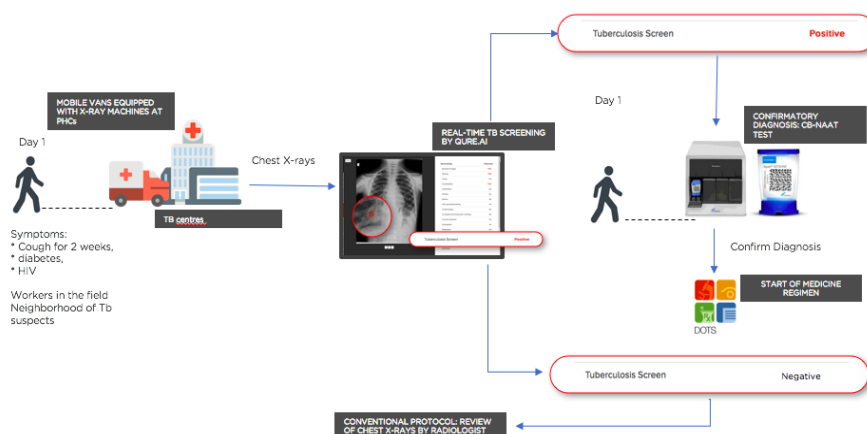 Tuberculosis Screen Positive
MOBILE VANS EQUIPPED
WITH X-RAY MACHINES AT
PHCs
Day 1
Day 1
REAL-TIME TB SCREENING
BY QURE.AI
CONFIRMATORY
DIAGNOSIS: CB-NAAT
TEST
Chest X-rays
TB centres
Tuberculosis Screen Positive
Symptoms:
* Cough for 2 weeks,
* diabetes,
* HIV
Workers in the field
Neighborhood of Tb
suspects
Confirm Diagnosis
START OF MEDICINE
REGIMEN
DOTS
Tuberculosis Screen Negative
CONVENTIONAL PROTOCOL: REVIEW
OF CHEST X-RAYS BY RADIOLOGIST